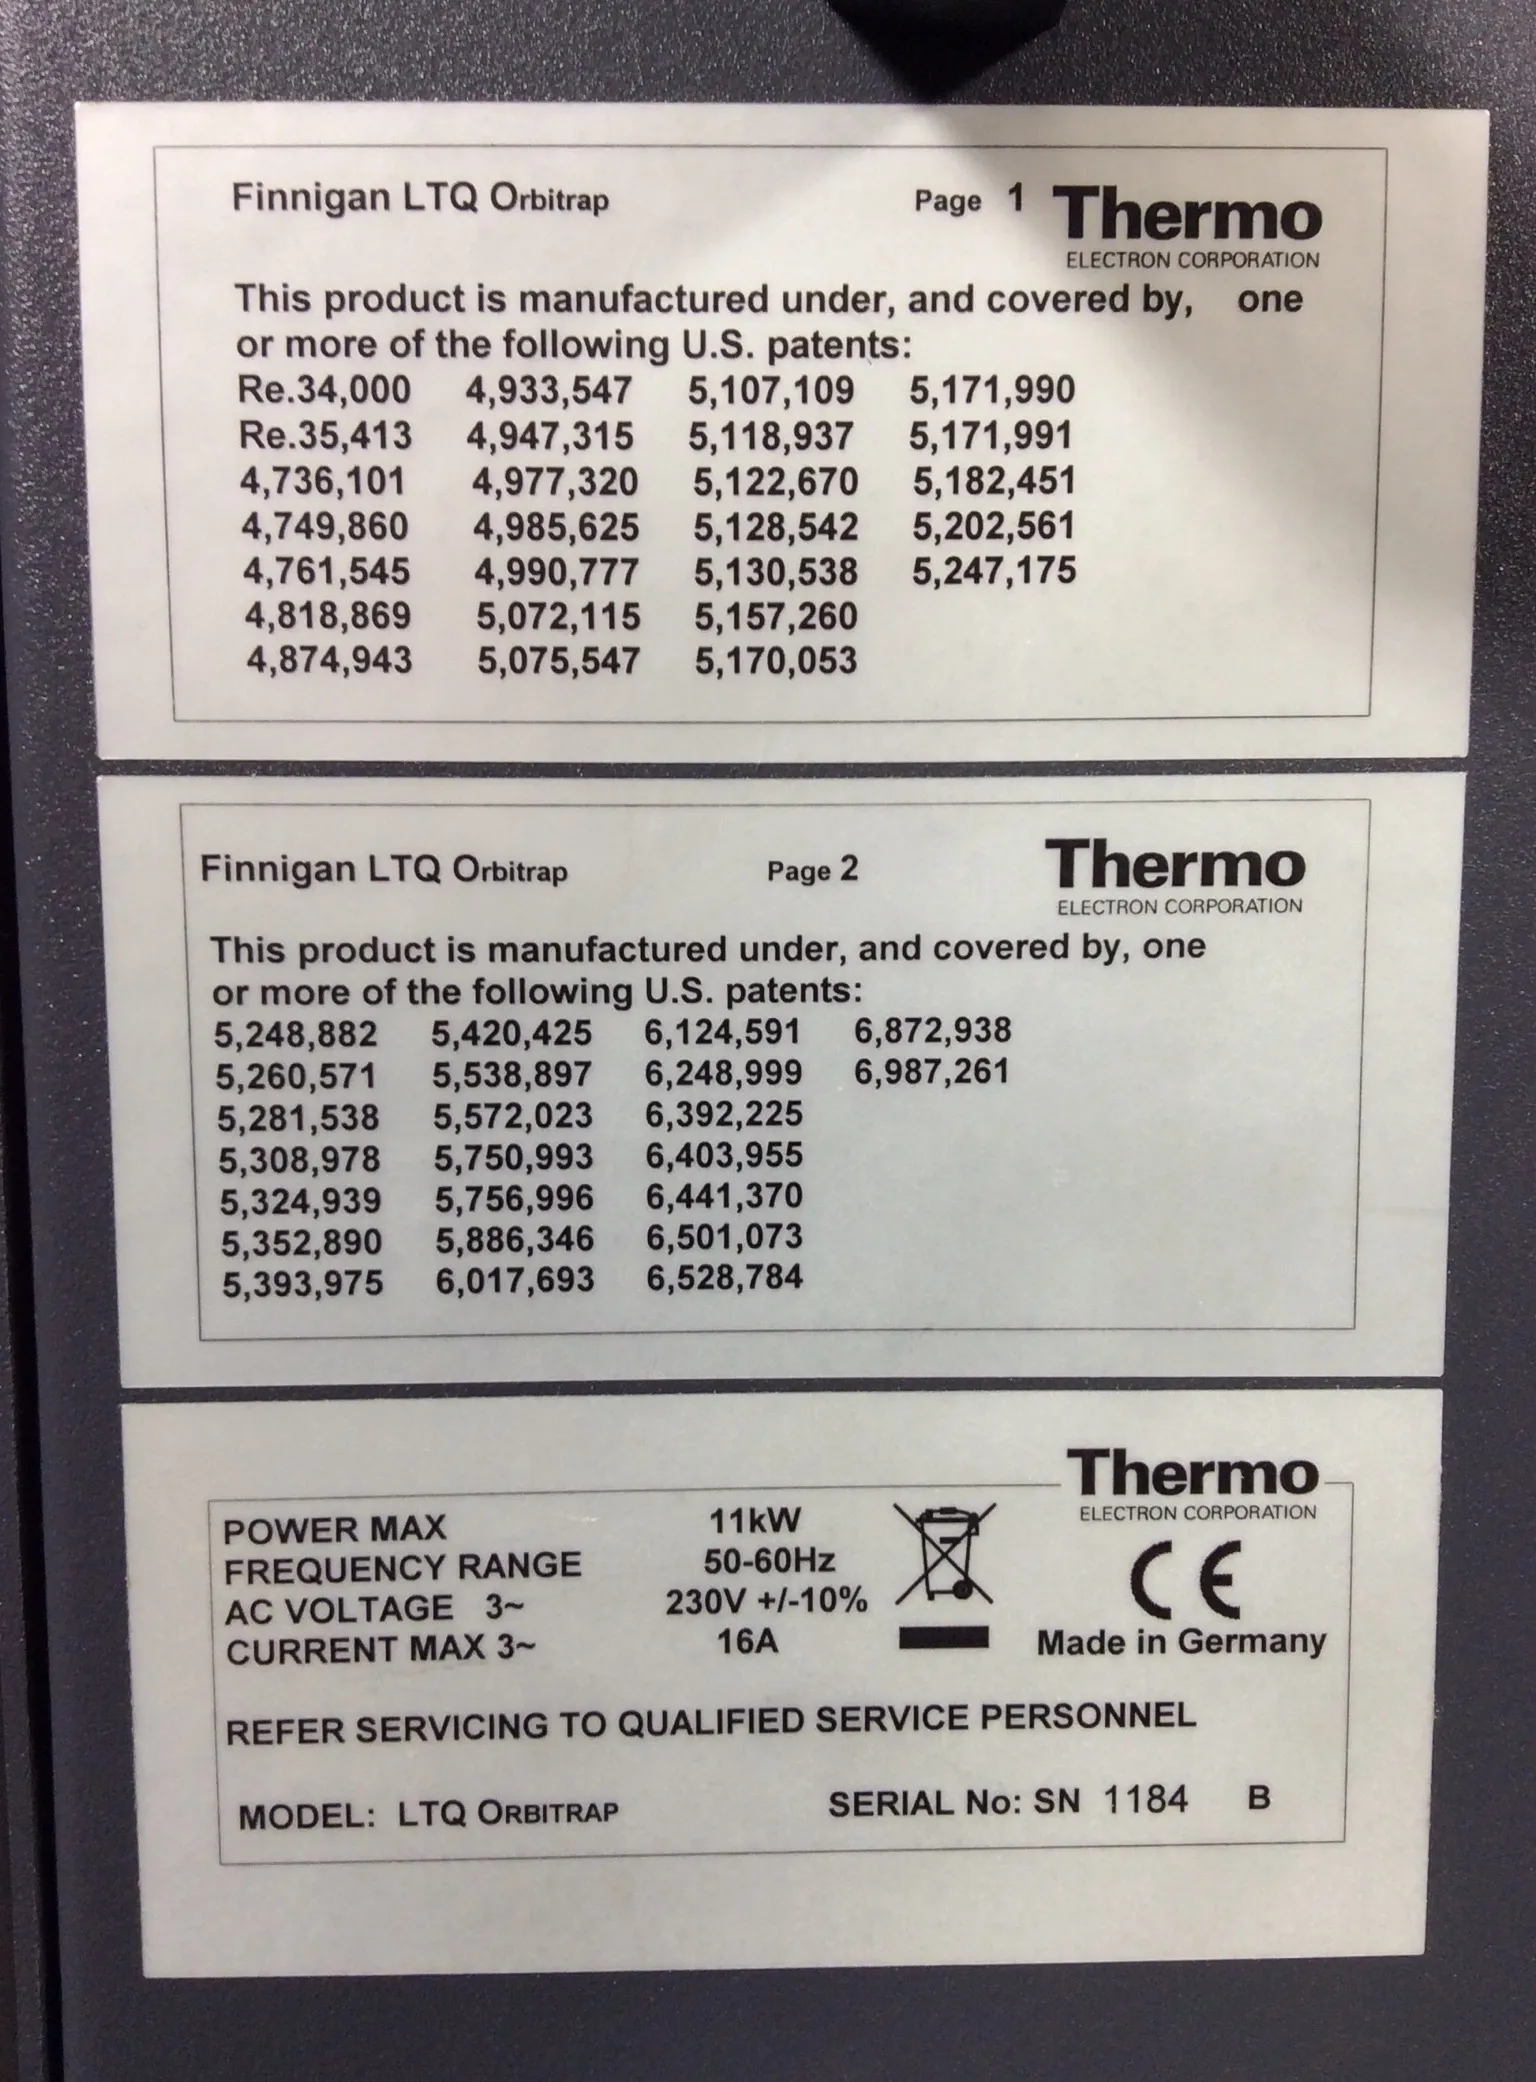 Finnigan LTQ Orbitrap Page 1 Thermo
ELECTRON CORPORATION
This product is manufactured under, and covered by, one
or more of the following U.S. patents:
Re.34,000 4,933,547 5,107,109 5,171,990
Re.35,413 4,947,315 5,118,937 5,171,991
4,736,101 4,977,320 5,122,670 5,182,451
4,749,860 4,985,625 5,128,542 5,202,561
4,761,545 4,990,777 5,130,538 5,247,175
4,818,869 5,072,115 5,157,260
4,874,943 5,075,547 5,170,053
Finnigan LTQ Orbitrap Page 2 Thermo
ELECTRON CORPORATION
This product is manufactured under, and covered by, one
or more of the following U.S. patents:
5,248,882 5,420,425 6,124,591 6,872,938
5,260,571 5,538,897 6,248,999 6,987,261
5,281,538 5,572,023 6,392,225
5,308,978 5,750,993 6,403,955
5,324,939 5,756,996 6,441,370
5,352,890 5,886,346 6,501,073
5,393,975 6,017,693 6,528,784
Thermo
ELECTRON CORPORATION
POWER MAX 11kW
FREQUENCY RANGE 50-60Hz
AC VOLTAGE 3~ 230V +/-10%
CURRENT MAX 3~ 16A
CE
Made in Germany
REFER SERVICING TO QUALIFIED SERVICE PERSONNEL
MODEL: LTQ ORBITRAP SERIAL No: SN 1184 B